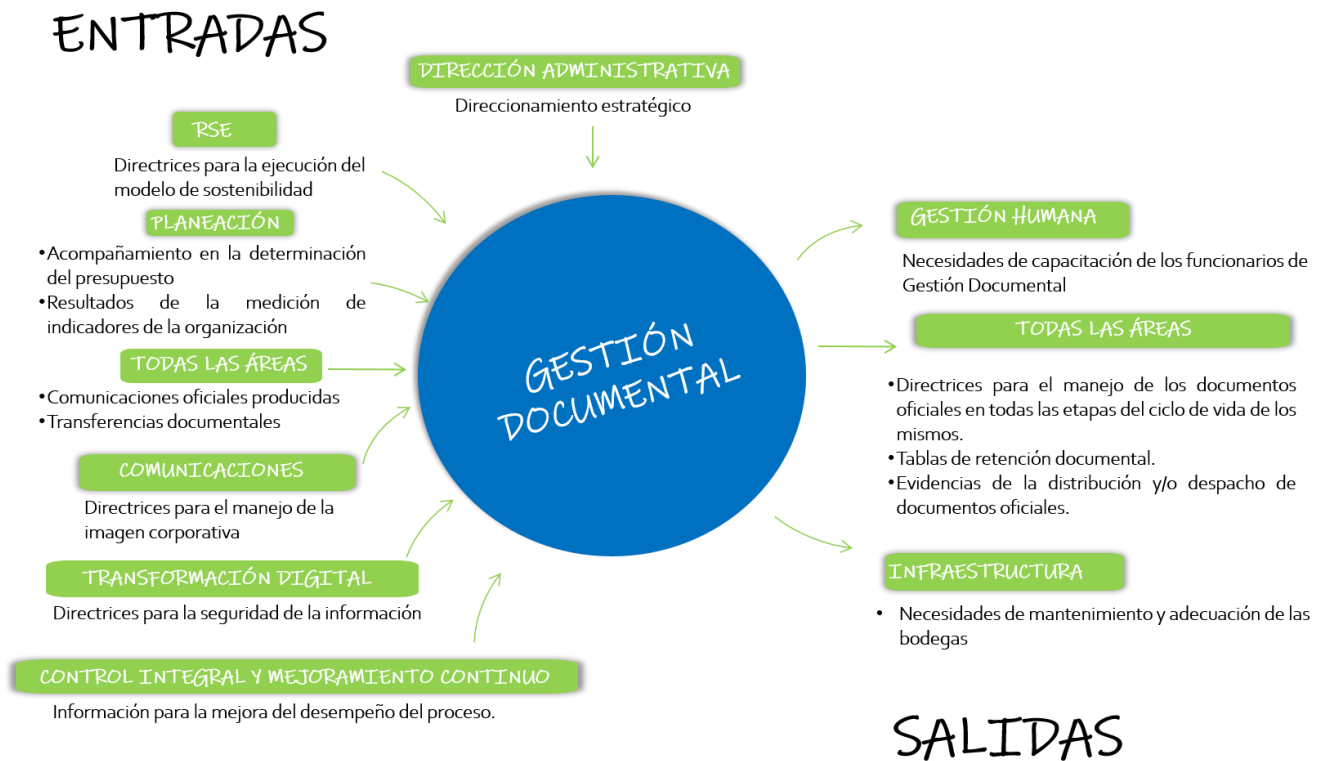 ENTRADAS
DIRECCIÓN ADMINISTRATIVA
Direccionamiento estratégico
RSE
Directrices para la ejecución del
modelo de sostenibilidad
PLANEACIÓN
•Acompañamiento en la determinación
del presupuesto
•Resultados de la medición de
indicadores de la organización
TODAS LAS ÁREAS
•Comunicaciones oficiales producidas
•Transferencias documentales
COMUNICACIONES
Directrices para el manejo de la
imagen corporativa
TRANSFORMACIÓN DIGITAL
Directrices para la seguridad de la información
CONTROL INTEGRAL Y MEJORAMIENTO CONTINUO
Información para la mejora del desempeño del proceso.
GESTIÓN
DOCUMENTAL
GESTIÓN HUMANA
Necesidades de capacitación de los funcionarios de
Gestión Documental
TODAS LAS ÁREAS
•Directrices para el manejo de los documentos
oficiales en todas las etapas del ciclo de vida de los
mismos.
•Tablas de retención documental.
•Evidencias de la distribución y/o despacho de
documentos oficiales.
INFRAESTRUCTURA
• Necesidades de mantenimiento y adecuación de las
bodegas
SALIDAS